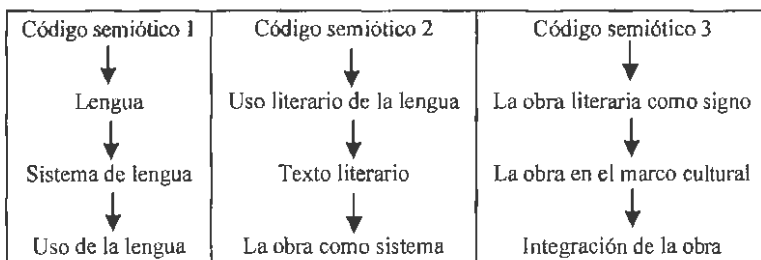 Código semiótico 1
Lengua
Sistema de lengua
Uso de la lengua
Código semiótico 2
Uso literario de la lengua
Texto literario
La obra como sistema
Código semiótico 3
La obra literaria como signo
La obra en el marco cultural
Integración de la obra